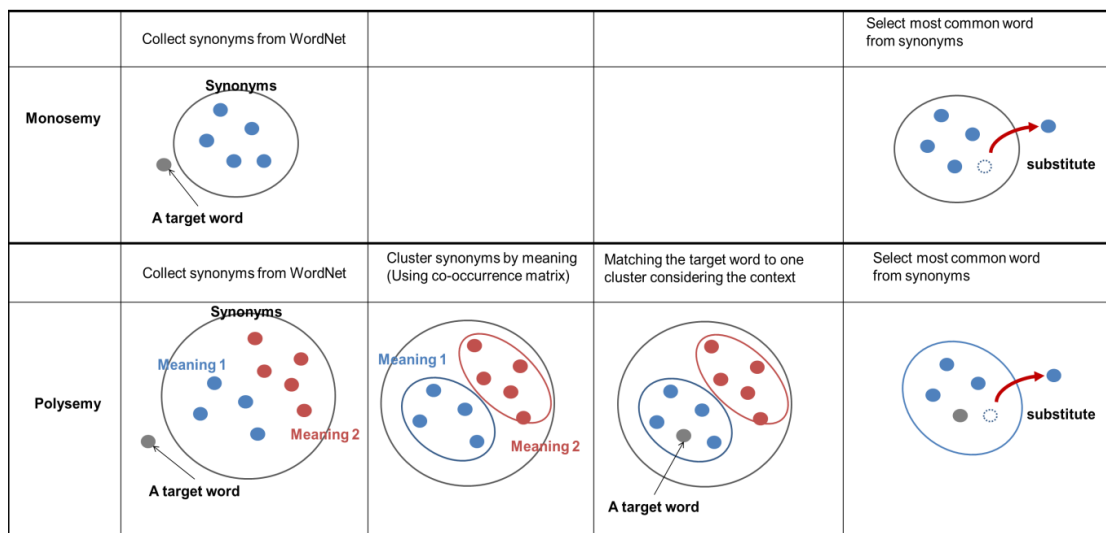 Collect synonyms from WordNet
Select most common word
from synonyms
Monosemy
Synonyms
A target word
substitute
Collect synonyms from WordNet
Cluster synonyms by meaning
(Using co-occurrence matrix)
Matching the target word to one
cluster considering the context
Select most common word
from synonyms
Polysemy
Synonyms
Meaning 1
Meaning 2
A target word
Meaning 1
Meaning 2
A target word
substitute